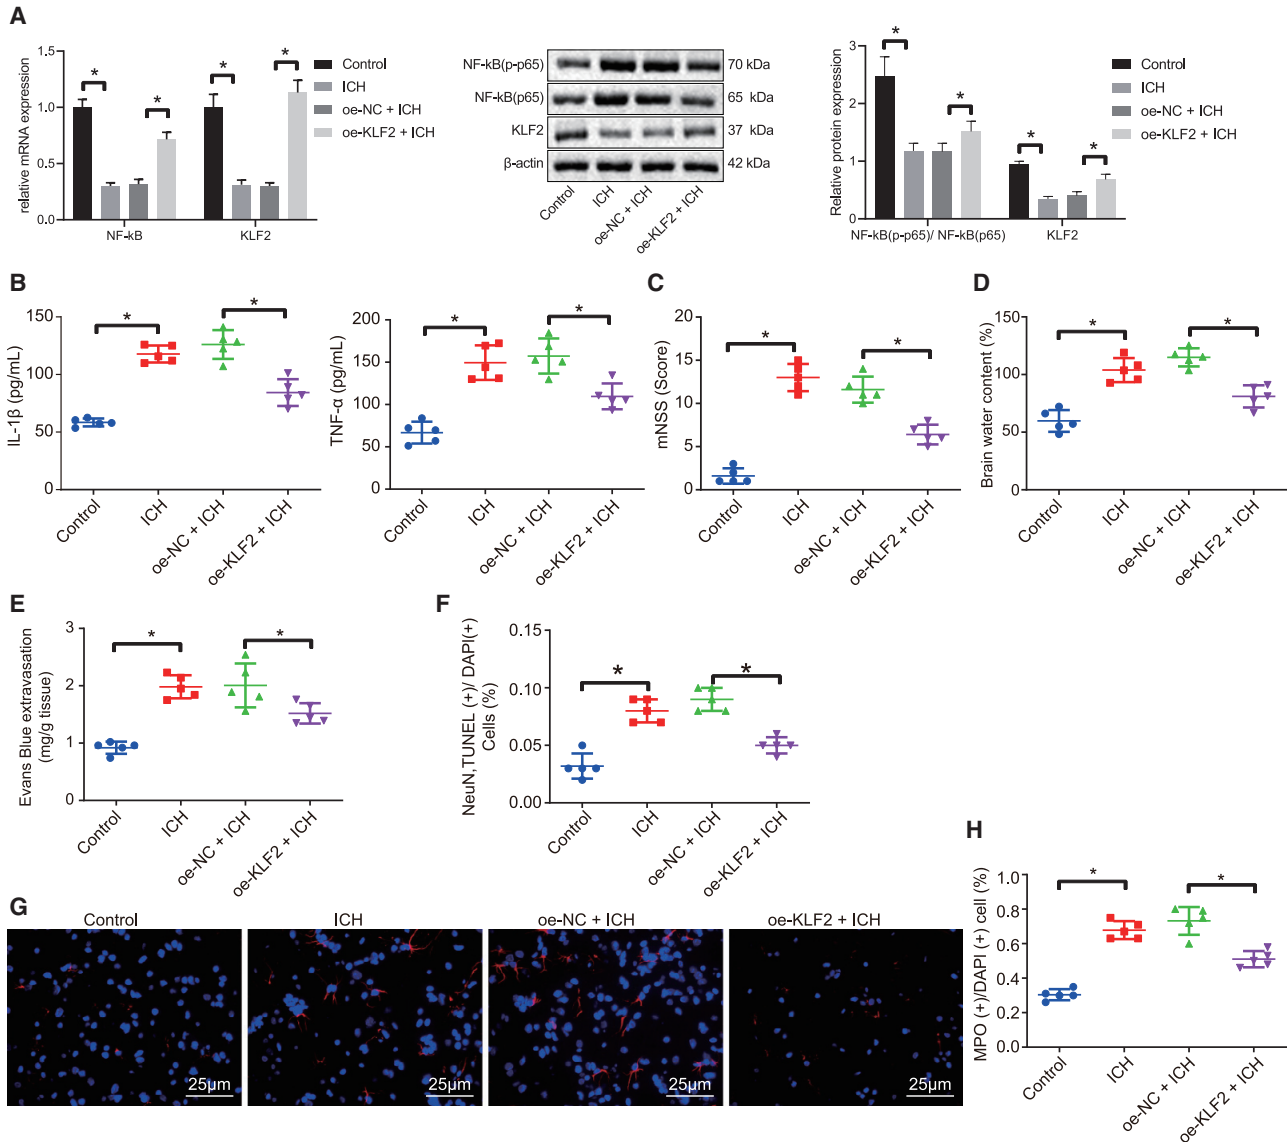 A
relative mRNA expression
1.5
1.0
0.5
0.0
*
*
*
*
NF-kB
KLF2
Control
ICH
oe-NC + ICH
oe-KLF2 + ICH
NF-kB(p-p65)
70 kDa
NF-kB(p65)
65 kDa
KLF2
37 kDa
β-actin
42 kDa
Control
ICH
oe-NC + ICH
oe-KLF2 + ICH
Relative protein expression
3
2
1
0
*
*
*
*
NF-kB(p-p65)/ NF-kB(p65)
KLF2
Control
ICH
oe-NC + ICH
oe-KLF2 + ICH
B
IL-1β (pg/mL)
150
100
50
0
*
*
Control
ICH
oe-NC + ICH
oe-KLF2 + ICH
TNF-α (pg/mL)
200
150
100
50
0
*
*
Control
ICH
oe-NC + ICH
oe-KLF2 + ICH
C
mNSS (Score)
20
15
10
5
0
*
*
Control
ICH
oe-NC + ICH
oe-KLF2 + ICH
D
Brain water content (%)
150
100
50
0
*
*
Control
ICH
oe-NC + ICH
oe-KLF2 + ICH
E
Evans Blue extravasation
(mg/g tissue)
3
2
1
0
*
*
Control
ICH
oe-NC + ICH
oe-KLF2 + ICH
F
NeuN,TUNEL (+)/ DAPI(+)
Cells (%)
0.15
0.10
0.05
0.00
*
*
Control
ICH
oe-NC + ICH
oe-KLF2 + ICH
G
Control
ICH
oe-NC + ICH
oe-KLF2 + ICH
25μm
25μm
25μm
25μm
H
MPO (+)/DAPI (+) cell (%)
1.0
0.8
0.6
0.4
0.2
0.0
*
*
Control
ICH
oe-NC + ICH
oe-KLF2 + ICH